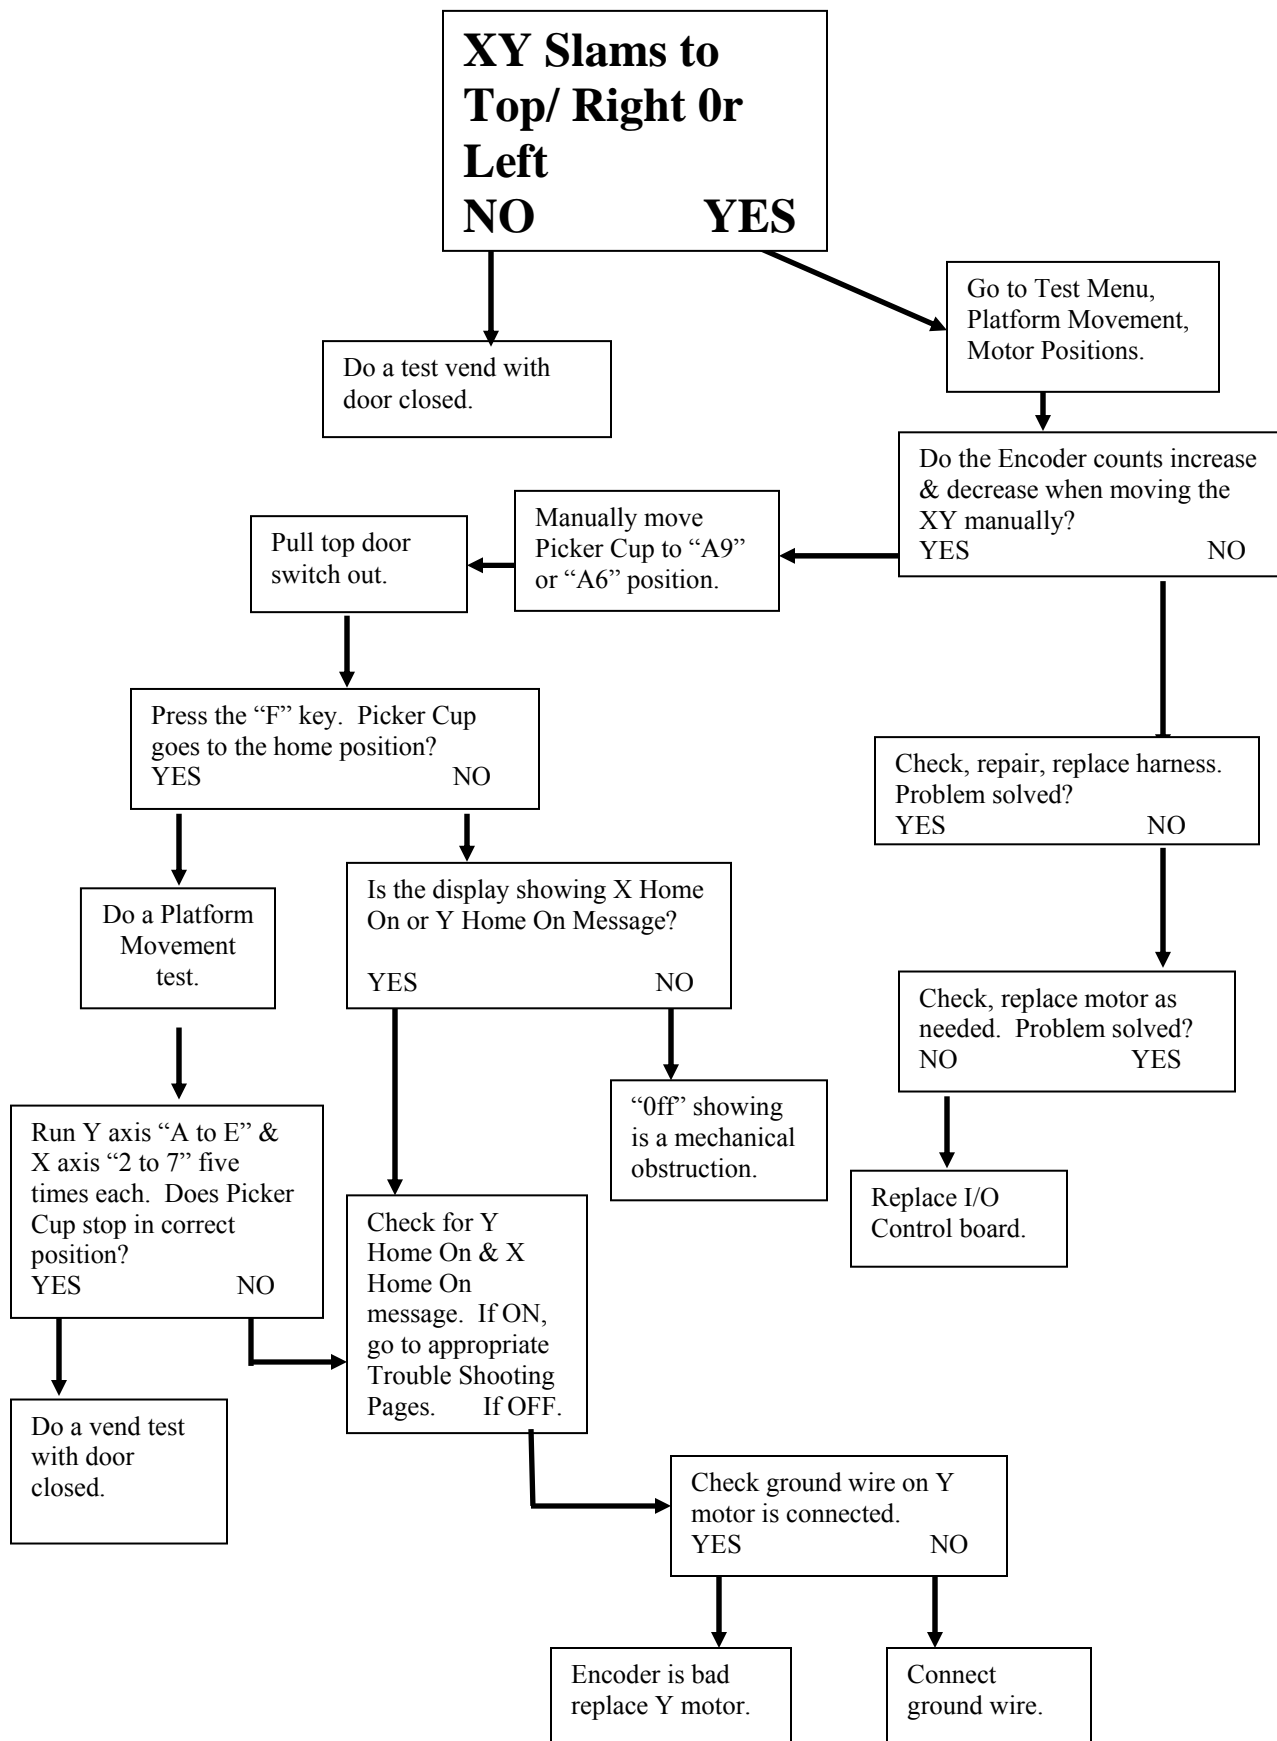 XY Slams to
Top/ Right 0r
Left
NO YES
Go to Test Menu,
Platform Movement,
Motor Positions.
Do a test vend with
door closed.
Do the Encoder counts increase
& decrease when moving the
XY manually?
YES NO
Manually move
Picker Cup to “A9”
or “A6” position.
Pull top door
switch out.
Press the “F” key. Picker Cup
goes to the home position?
YES NO
Check, repair, replace harness.
Problem solved?
YES NO
Is the display showing X Home
On or Y Home On Message?
YES NO
Do a Platform
Movement
test.
Check, replace motor as
needed. Problem solved?
NO YES
“0ff” showing
is a mechanical
obstruction.
Run Y axis “A to E” &
X axis “2 to 7” five
times each. Does Picker
Cup stop in correct
position?
YES NO
Replace I/O
Control board.
Check for Y
Home On & X
Home On
message. If ON,
go to appropriate
Trouble Shooting
Pages. If OFF.
Do a vend test
with door
closed.
Check ground wire on Y
motor is connected.
YES NO
Encoder is bad
replace Y motor.
Connect
ground wire.